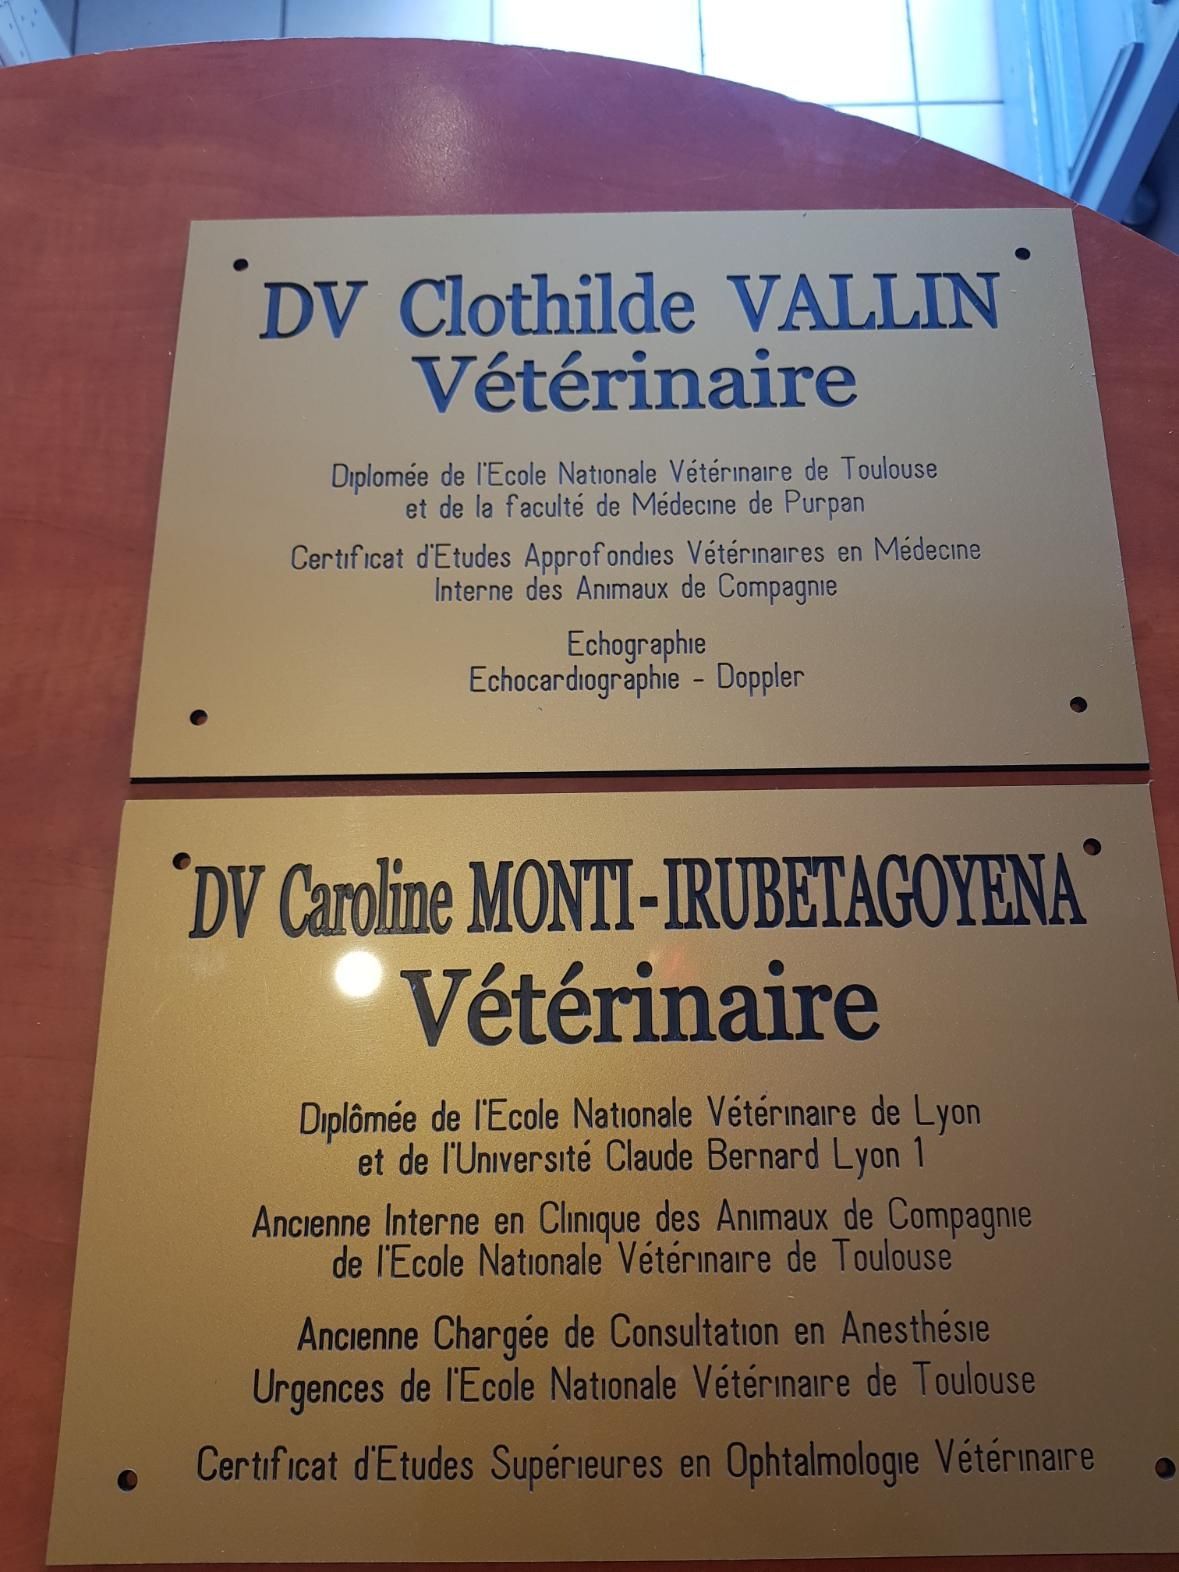 DV Clothilde VALLIN
Vétérinaire
Diplomée de l'Ecole Nationale Vétérinaire de Toulouse
et de la faculté de Médecine de Purpan
Certificat d'Etudes Approfondies Vétérinaires en Médecine
Interne des Animaux de Compagnie
Echographie
Echocardiographie - Doppler
DV Caroline MONTI-IRUBETAGOYENA
Vétérinaire
Diplômée de l'Ecole Nationale Vétérinaire de Lyon
et de l'Université Claude Bernard Lyon 1
Ancienne Interne en Clinique des Animaux de Compagnie
de l'Ecole Nationale Vétérinaire de Toulouse
Ancienne Chargée de Consultation en Anesthésie
Urgences de l'Ecole Nationale Vétérinaire de Toulouse
Certificat d'Etudes Supérieures en Ophtalmologie Vétérinaire